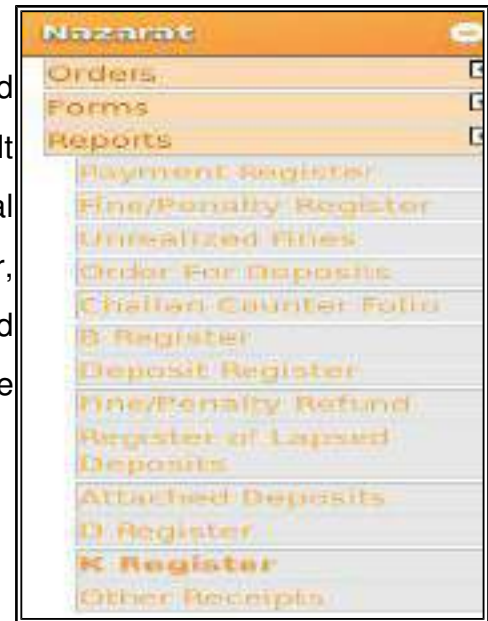 Nazarat
Orders
Forms
Reports
Payment Register
Fine/Penalty Register
Unrealized Fines
Order For Deposits
Challan Counter Folio
B Register
Deposit Register
Fine/Penalty Refund
Register of Lapsed
Deposits
Attached Deposits
D Register
K Register
Other Receipts